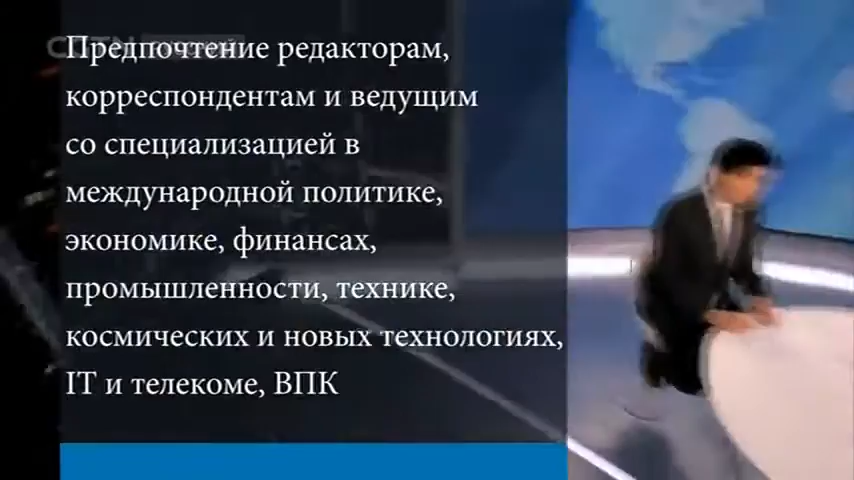 Предпочтение редакторам,
корреспондентам и ведущим
со специализацией в
международной политике,
экономике, финансах,
промышленности, технике,
космических и новых технологиях,
IT и телекоме, ВПК